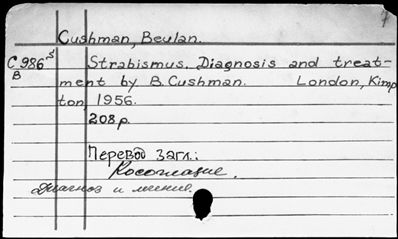 Cushman, Beulan.
C986s Strabismus. Diagnosis and treat-
B ment by B. Cushman. London, Kimp
ton, 1956.
208 p.
Перевод загл.:
Косоглазие.
Диагноз и лечение.